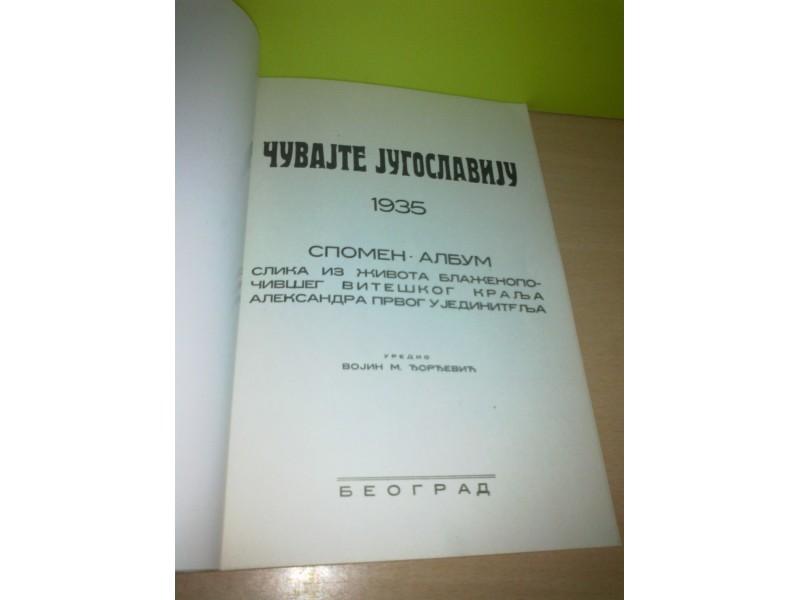 ЧУВАЈТЕ ЈУГОСЛАВИЈУ
1935
СПОМЕН · АЛБУМ
СЛИКА ИЗ ЖИВОТА БЛАЖЕНОПО-
ЧИВШЕГ ВИТЕШКОГ КРАЉА
АЛЕКСАНДРА ПРВОГ УЈЕДИНИТЕЉА
УРЕДИО
ВОЈИН М. ЂОРЂЕВИЋ
БЕОГРАД